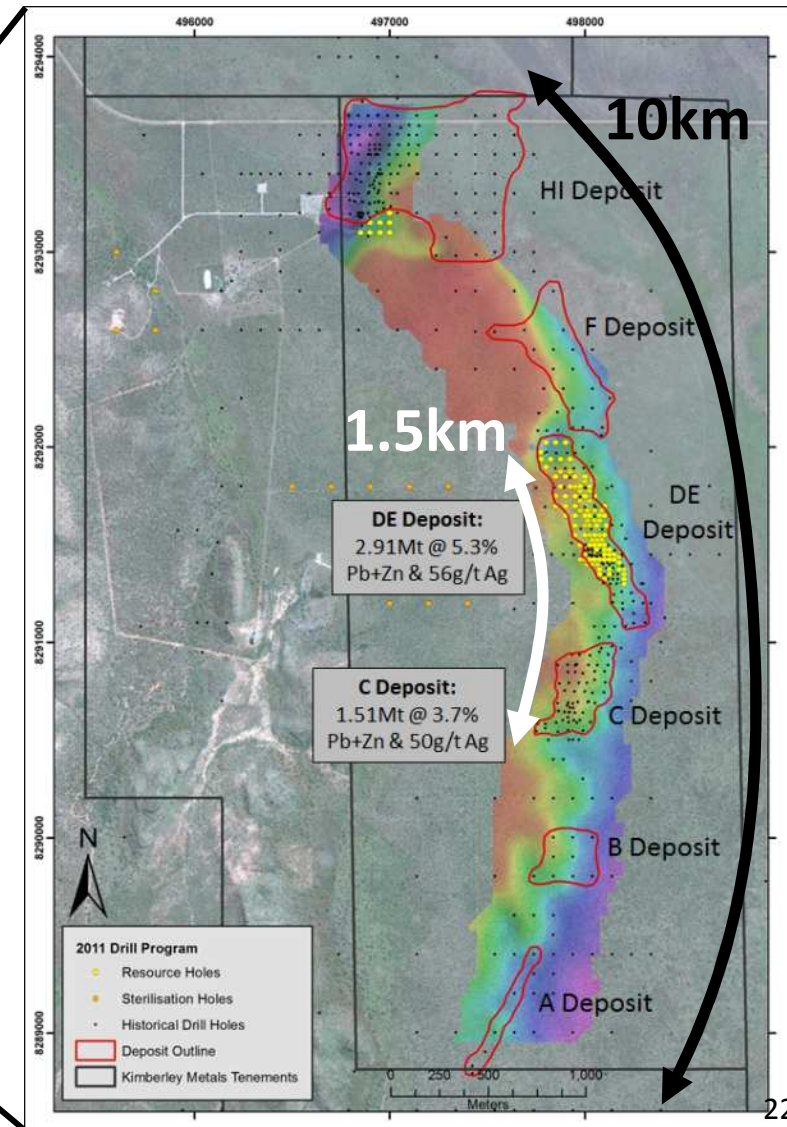 496000
497000
498000
8294000
10km
HI Deposit
8293000
F Deposit
8292000
1.5km
DE Deposit:
2.91Mt @ 5.3%
Pb+Zn & 56g/t Ag
DE
Deposit
8291000
C Deposit:
1.51Mt @ 3.7%
Pb+Zn & 50g/t Ag
C Deposit
8290000
N
B Deposit
2011 Drill Program
Resource Holes
Sterilisation Holes
Historical Drill Holes
Deposit Outline
Kimberley Metals Tenements
A Deposit
8289000
0 250 500 1,000
Meters
22